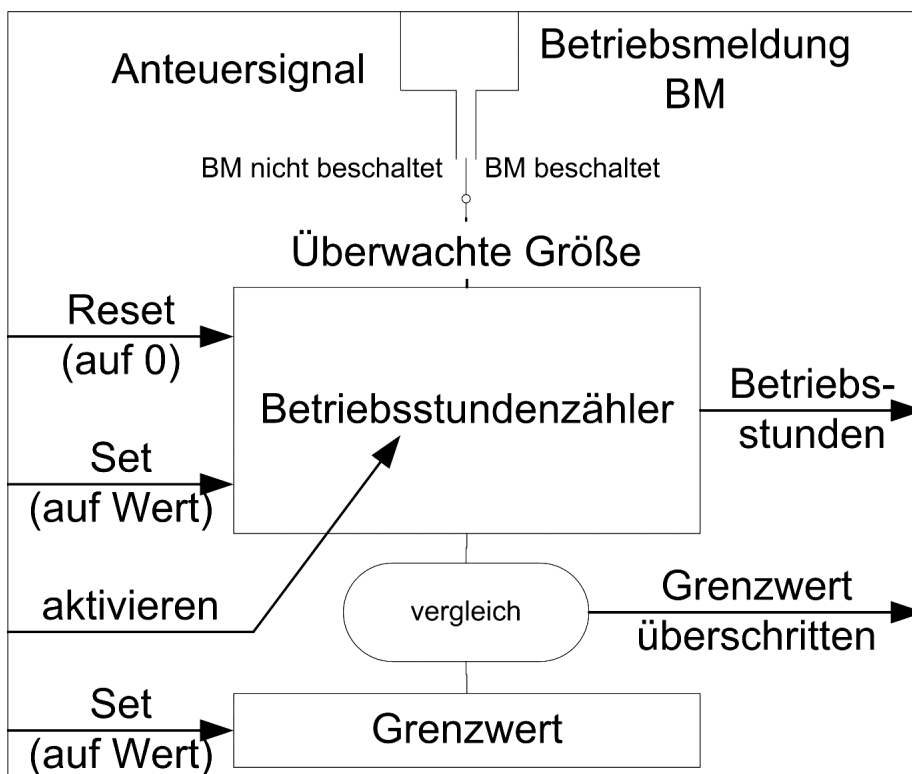 Anteuersignal
Betriebsmeldung
BM
BM nicht beschaltet
BM beschaltet
Überwachte Größe
Reset
(auf 0)
Betriebsstundenzähler
Betriebs-
stunden
Set
(auf Wert)
aktivieren
vergleich
Grenzwert
überschritten
Set
(auf Wert)
Grenzwert